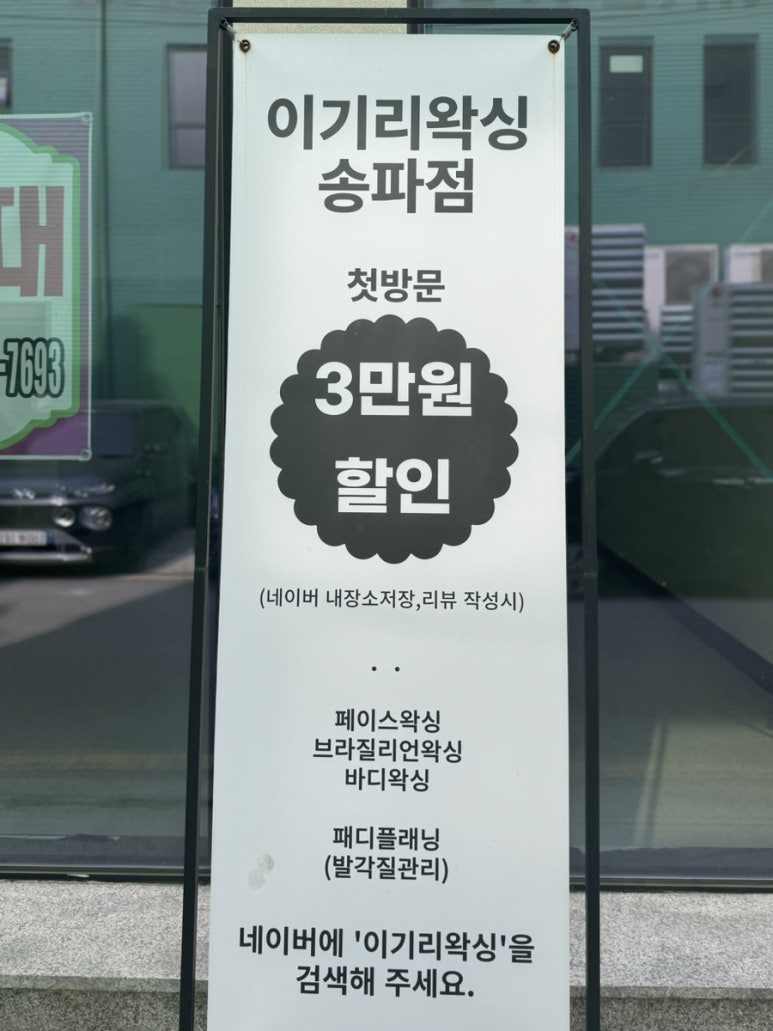 이기리왁싱
송파점
첫방문
3만원
할인
(네이버 내장소저장,리뷰 작성시)
. .
페이스왁싱
브라질리언왁싱
바디왁싱
패디플래닝
(발각질관리)
네이버에 '이기리왁싱'을
검색해 주세요.
대
-7693